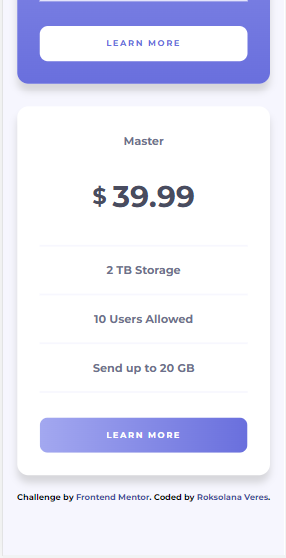 LEARN MORE
Master
$ 39.99
2 TB Storage
10 Users Allowed
Send up to 20 GB
LEARN MORE
Challenge by Frontend Mentor. Coded by Roksolana Veres.